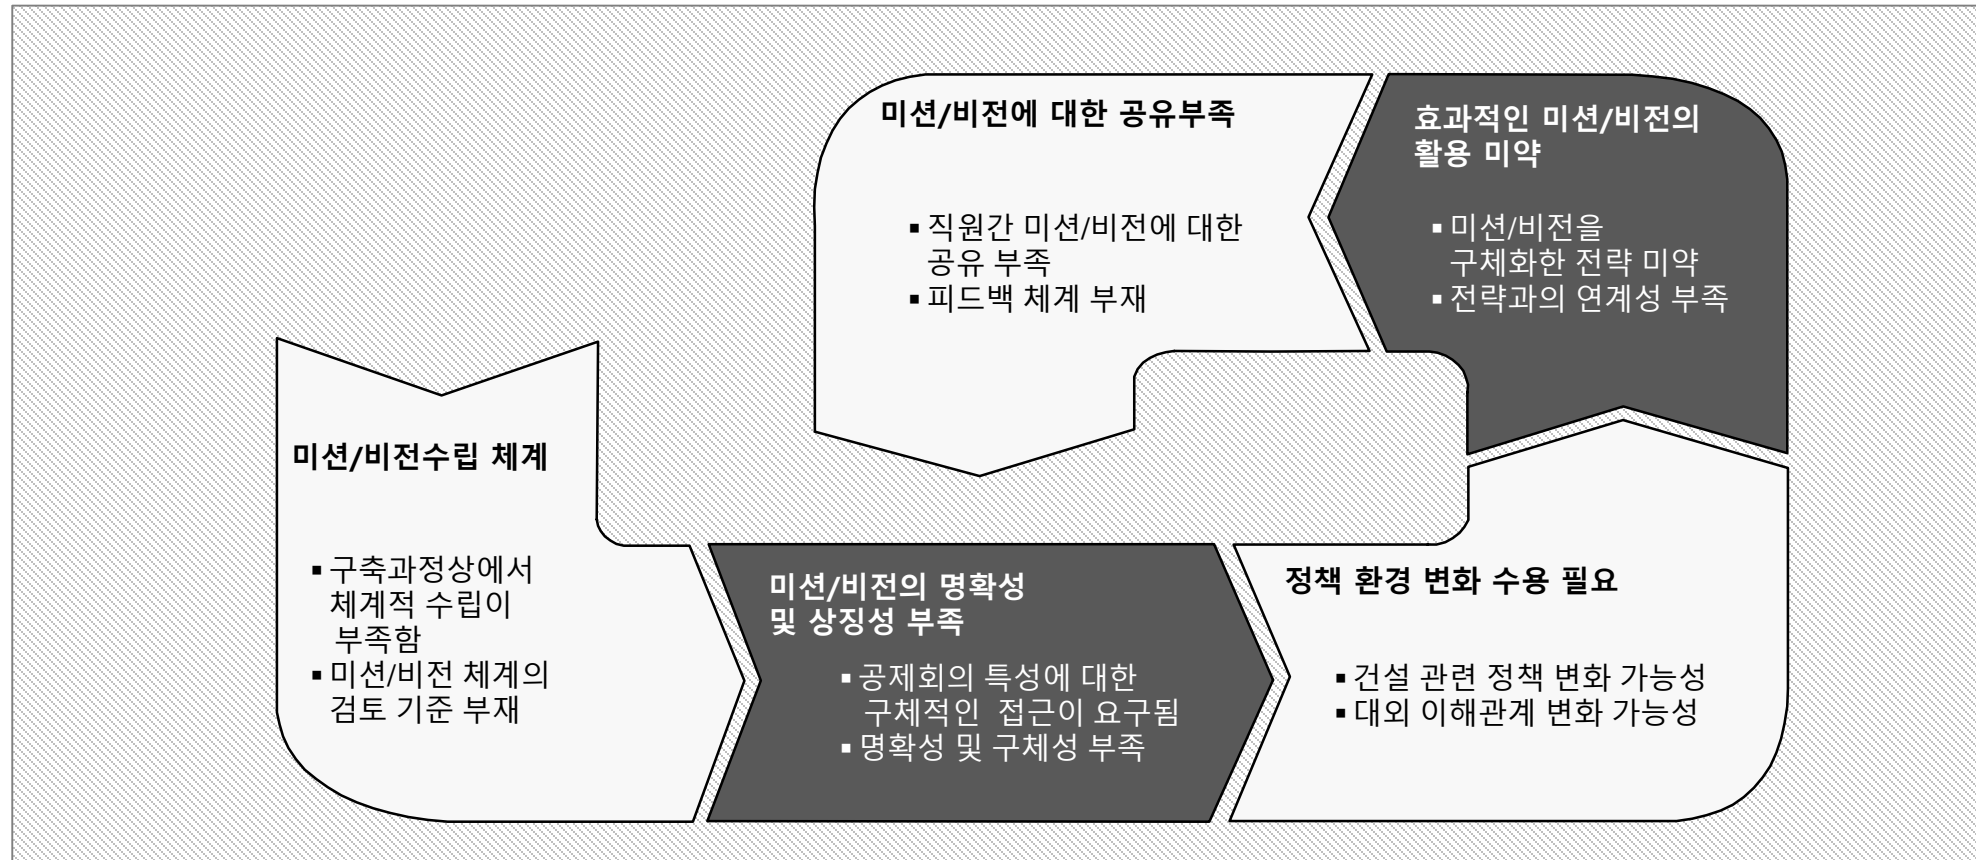 미션/비전에 대한 공유부족
▪ 직원간 미션/비전에 대한
공유 부족
▪ 피드백 체계 부재
효과적인 미션/비전의
활용 미약
▪ 미션/비전을
구체화한 전략 미약
▪ 전략과의 연계성 부족
미션/비전수립 체계
▪ 구축과정상에서
체계적 수립이
부족함
▪ 미션/비전 체계의
검토 기준 부재
미션/비전의 명확성
및 상징성 부족
▪ 공제회의 특성에 대한
구체적인 접근이 요구됨
▪ 명확성 및 구체성 부족
정책 환경 변화 수용 필요
▪ 건설 관련 정책 변화 가능성
▪ 대외 이해관계 변화 가능성